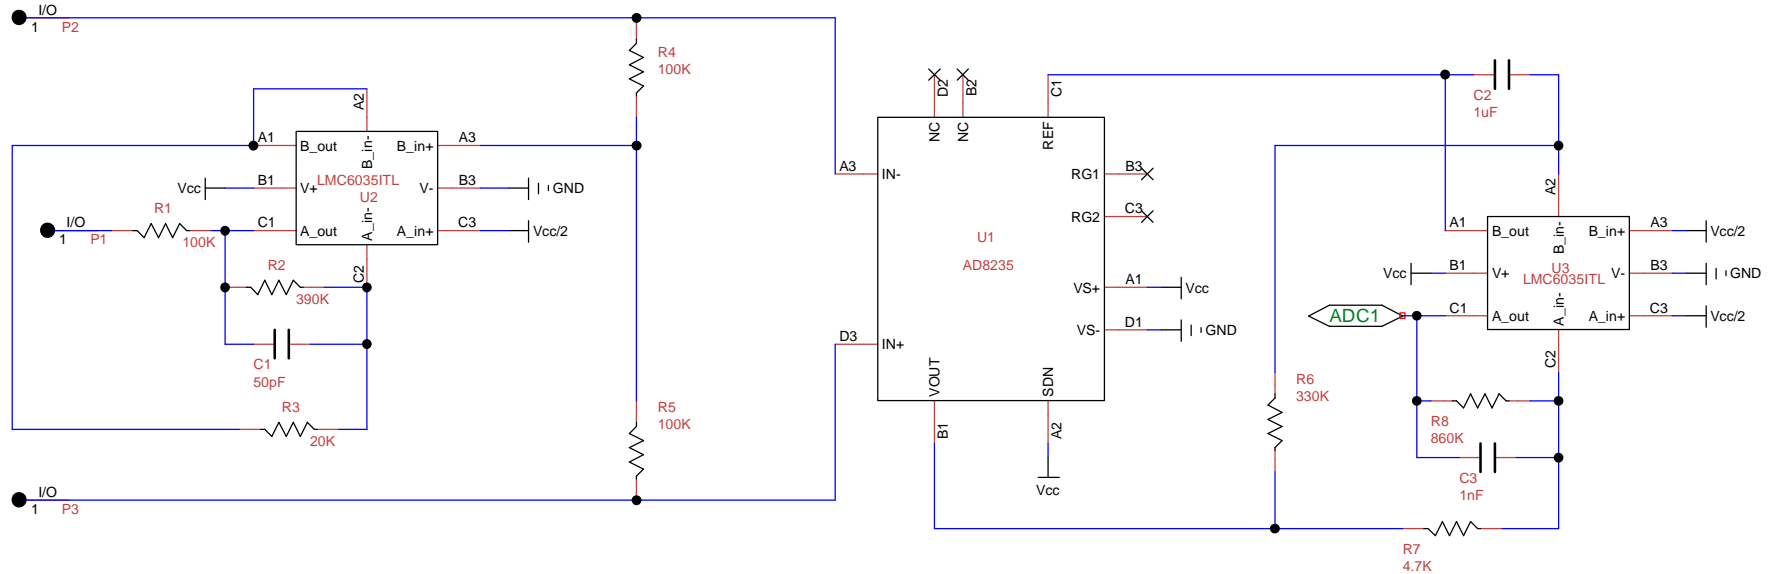 I/O
1
P2
R4
100K
A2
A1
B_out
B_in-
B_in+
A3
Vcc
B1
V+
LMC6035ITL
U2
V-
B3
GND
I/O
1
P1
R1
100K
C1
A_out
A_in-
A_in+
C3
Vcc/2
C2
R2
390K
C1
50pF
R3
20K
R5
100K
I/O
1
P3
D2
B2
C1
NC
NC
REF
A3
IN-
RG1
B3
RG2
C3
U1
AD8235
VS+
A1
Vcc
VS-
D1
GND
D3
IN+
VOUT
SDN
B1
A2
Vcc
C2
1uF
A2
A1
B_out
B_in-
B_in+
A3
Vcc/2
Vcc
B1
V+
U3
LMC6035ITL
V-
B3
GND
ADC1
C1
A_out
A_in-
A_in+
C3
Vcc/2
C2
R6
330K
R8
860K
C3
1nF
R7
4.7K